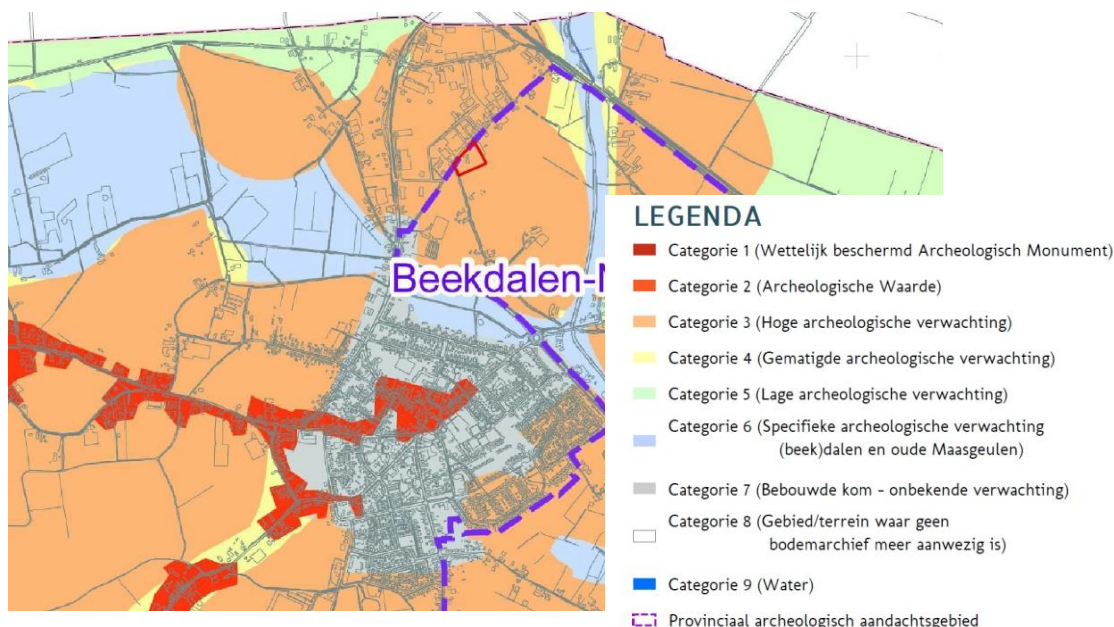 Beekdalen-N
LEGENDA
Categorie 1 (Wettelijk beschermd Archeologisch Monument)
Categorie 2 (Archeologische Waarde)
Categorie 3 (Hoge archeologische verwachting)
Categorie 4 (Gematigde archeologische verwachting)
Categorie 5 (Lage archeologische verwachting)
Categorie 6 (Specifieke archeologische verwachting
(beek)dalen en oude Maasgeulen)
Categorie 7 (Bebouwde kom - onbekende verwachting)
Categorie 8 (Gebied/terrein waar geen
bodemarchief meer aanwezig is)
Categorie 9 (Water)
Provinciaal archeologisch aandachtsgebied